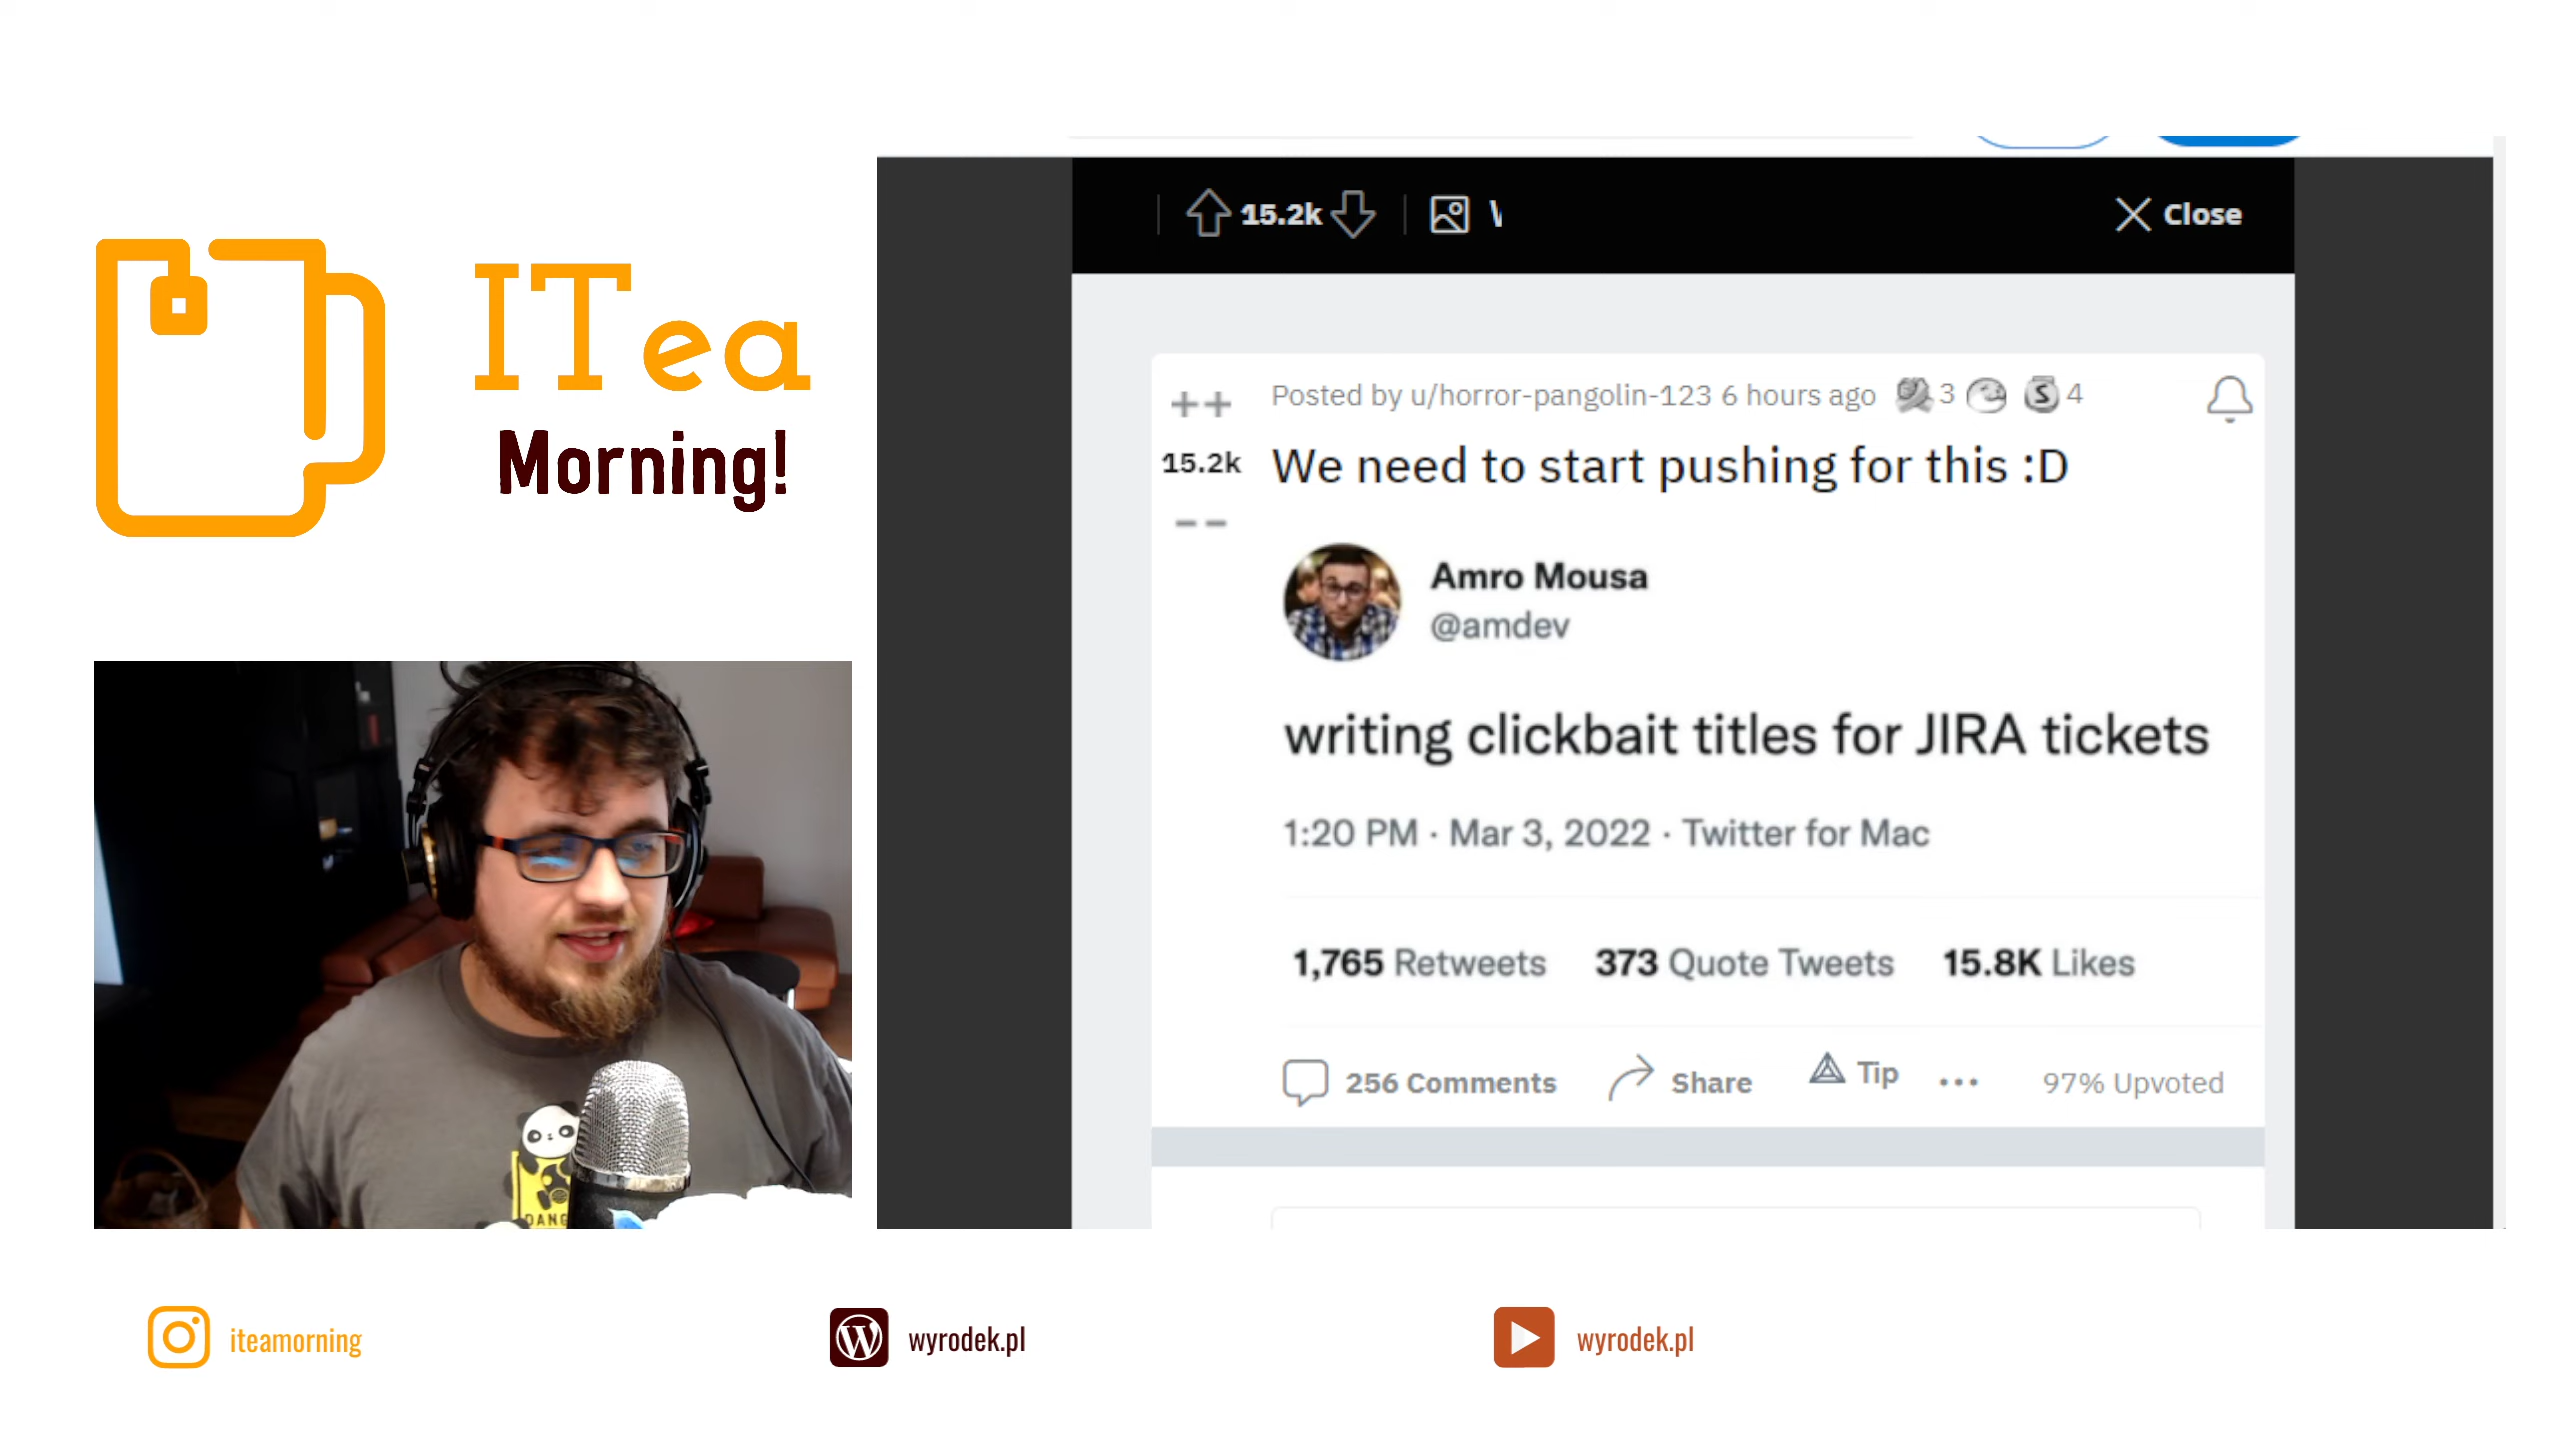 ITea
Morning!
15.2k
Close
Posted by u/horror-pangolin-123 6 hours ago 3 S 4
++
15.2k
We need to start pushing for this :D
--
Amro Mousa
@amdev
writing clickbait titles for JIRA tickets
1:20 PM · Mar 3, 2022 · Twitter for Mac
1,765 Retweets 373 Quote Tweets 15.8K Likes
256 Comments Share Tip ... 97% Upvoted
DANG
iteamorning
wyrodek.pl
wyrodek.pl